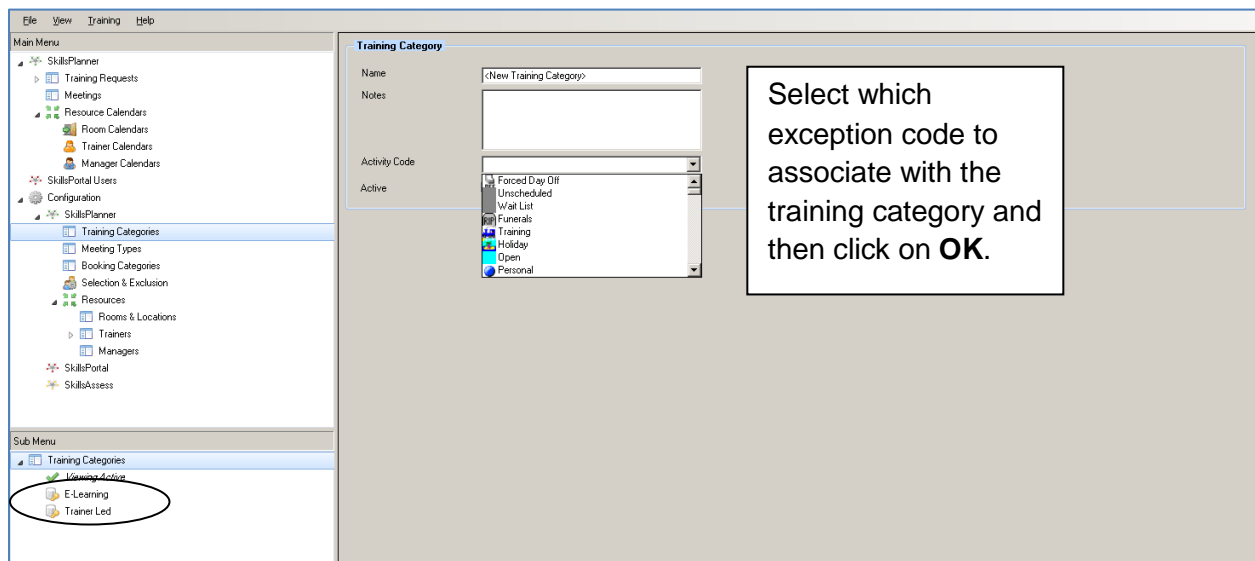 File View Training Help
Main Menu
SkillsPlanner
Training Requests
Meetings
Resource Calendars
Room Calendars
Trainer Calendars
Manager Calendars
SkillsPortal Users
Configuration
SkillsPlanner
Training Categories
Meeting Types
Booking Categories
Selection & Exclusion
Resources
Rooms & Locations
Trainers
Managers
SkillsPortal
SkillsAssess
Sub Menu
Training Categories
Viewing Active
E-Learning
Trainer Led
Training Category
Name <New Training Category>
Notes
Activity Code
Active
Forced Day Off
Unscheduled
Wait List
RIP Funerals
Training
Holiday
Open
Personal
Select which
exception code to
associate with the
training category and
then click on OK.